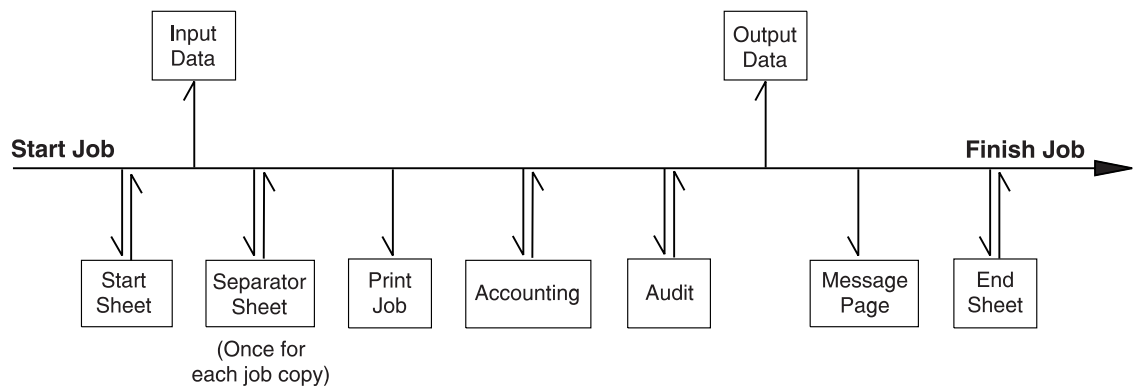 Input
Data
Output
Data
Start Job
Finish Job
Start
Sheet
Separator
Sheet
(Once for
each job copy)
Print
Job
Accounting
Audit
Message
Page
End
Sheet